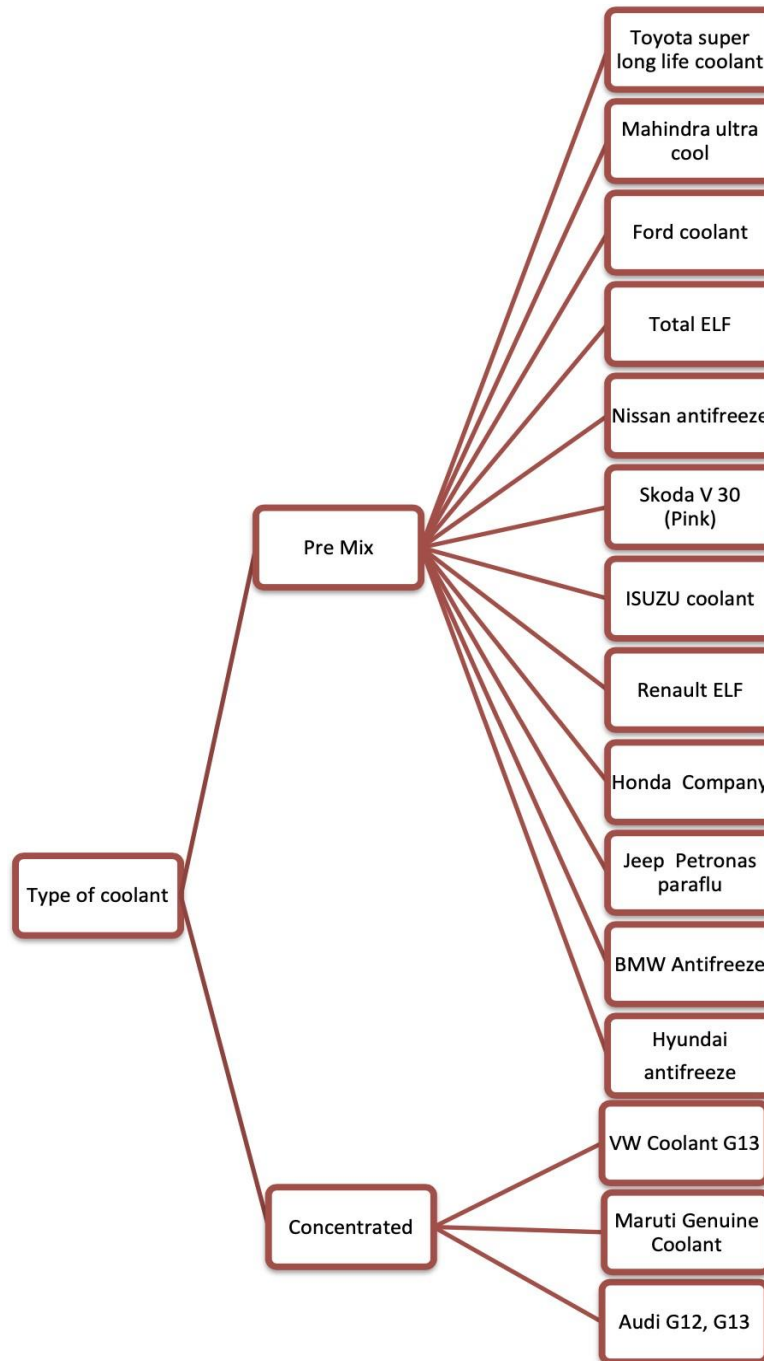 Toyota super
long life coolant
Mahindra ultra
cool
Ford coolant
Total ELF
Nissan antifreeze
Skoda V 30
(Pink)
Pre Mix
ISUZU coolant
Renault ELF
Honda  Company
Jeep  Petronas
paraflu
Type of coolant
BMW Antifreeze
Hyundai
antifreeze
VW Coolant G13
Concentrated
Maruti Genuine
Coolant
Audi G12, G13